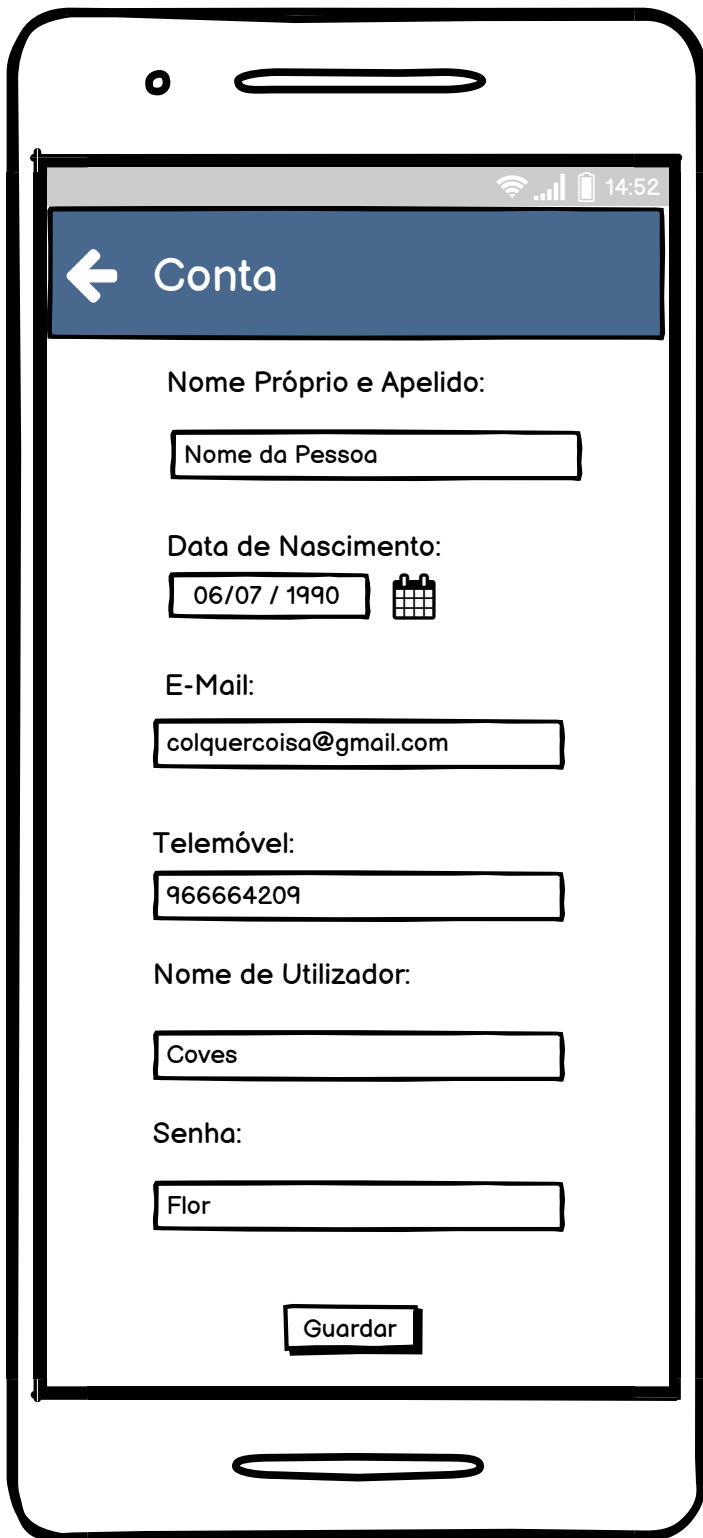 14:52
Conta
Nome Próprio e Apelido:
Nome da Pessoa
Data de Nascimento:
06/07 / 1990
E-Mail:
colquercoisa@gmail.com
Telemóvel:
966664209
Nome de Utilizador:
Coves
Senha:
Flor
Guardar